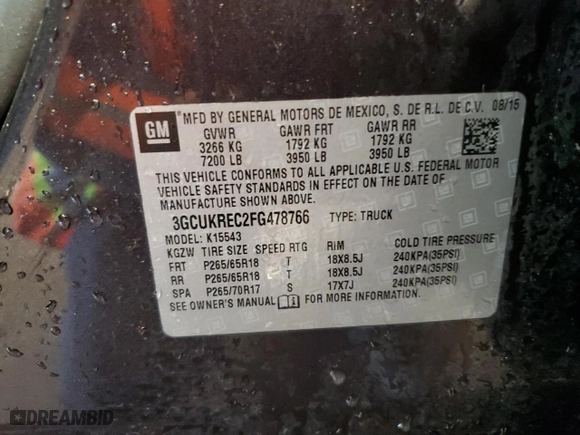 MFD BY GENERAL MOTORS DE MEXICO, S. DE R.L. DE C.V. 08/15
GM
GVWR GAWR FRT GAWR RR
3266 KG 1792 KG 1792 KG
7200 LB 3950 LB 3950 LB
THIS VEHICLE CONFORMS TO ALL APPLICABLE U.S. FEDERAL MOTOR
VEHICLE SAFETY STANDARDS IN EFFECT ON THE DATE OF
MANUFACTURE SHOWN ABOVE.
3GCUKREC2FG478766 TYPE: TRUCK
MODEL: K15543
KGZW TIRE SIZE SPEED RTG RIM COLD TIRE PRESSURE
FRT P265/65R18 T 18X8.5J 240KPA(35PSI)
RR P265/65R18 T 18X8.5J 240KPA(35PSI)
SPA P265/70R17 S 17X7J 240KPA(35PSI)
SEE OWNER'S MANUAL i FOR MORE INFORMATION.
DREAMBID